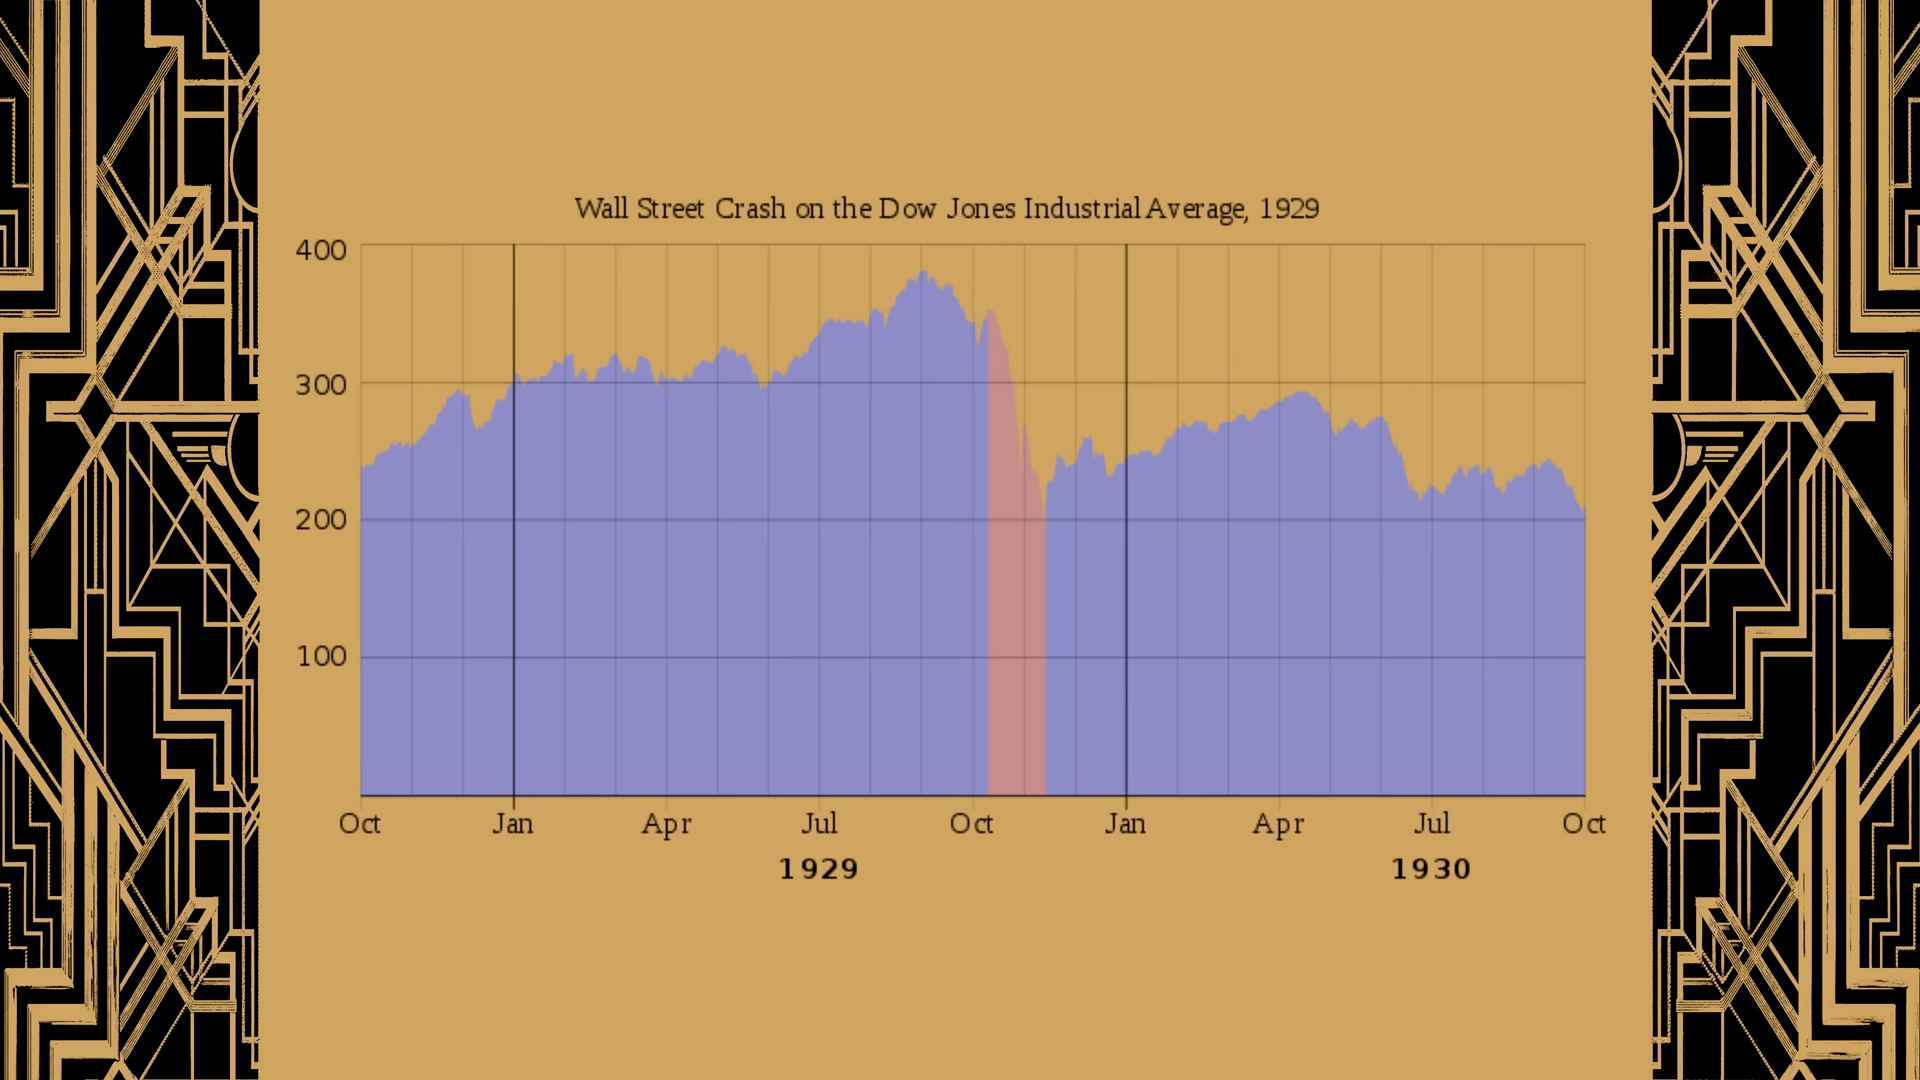 Wall Street Crash on the Dow Jones Industrial Average, 1929
400
300
200
100
Oct Jan Apr Jul Oct Jan Apr Jul Oct
1929 1930